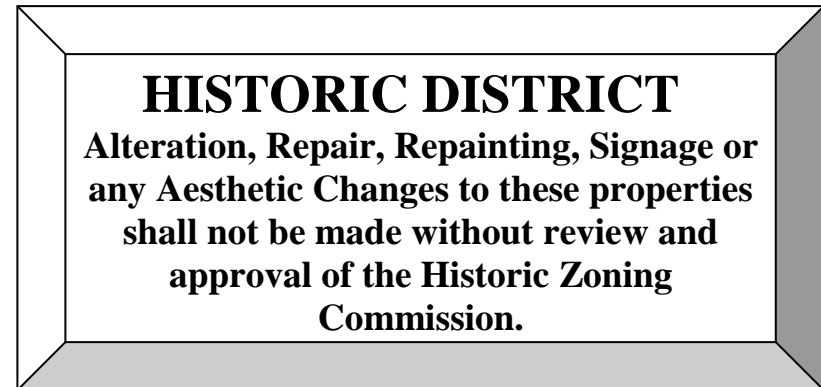 HISTORIC DISTRICT
Alteration, Repair, Repainting, Signage or
any Aesthetic Changes to these properties
shall not be made without review and
approval of the Historic Zoning
Commission.